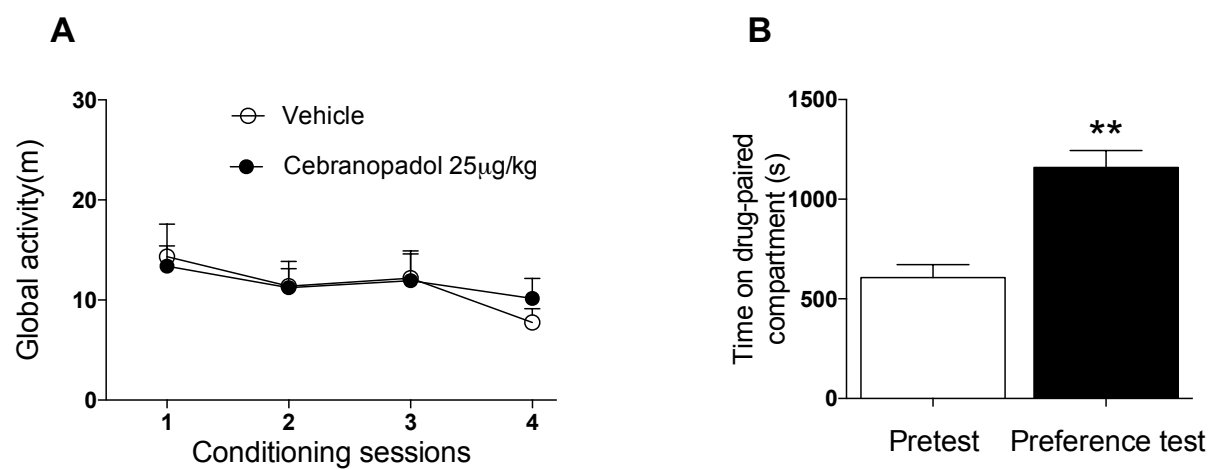 A
Global activity(m)
30
20
10
0
Vehicle
Cebranopadol 25μg/kg
1 2 3 4
Conditioning sessions
B
Time on drug-paired
compartment (s)
1500
1000
500
0
**
Pretest Preference test